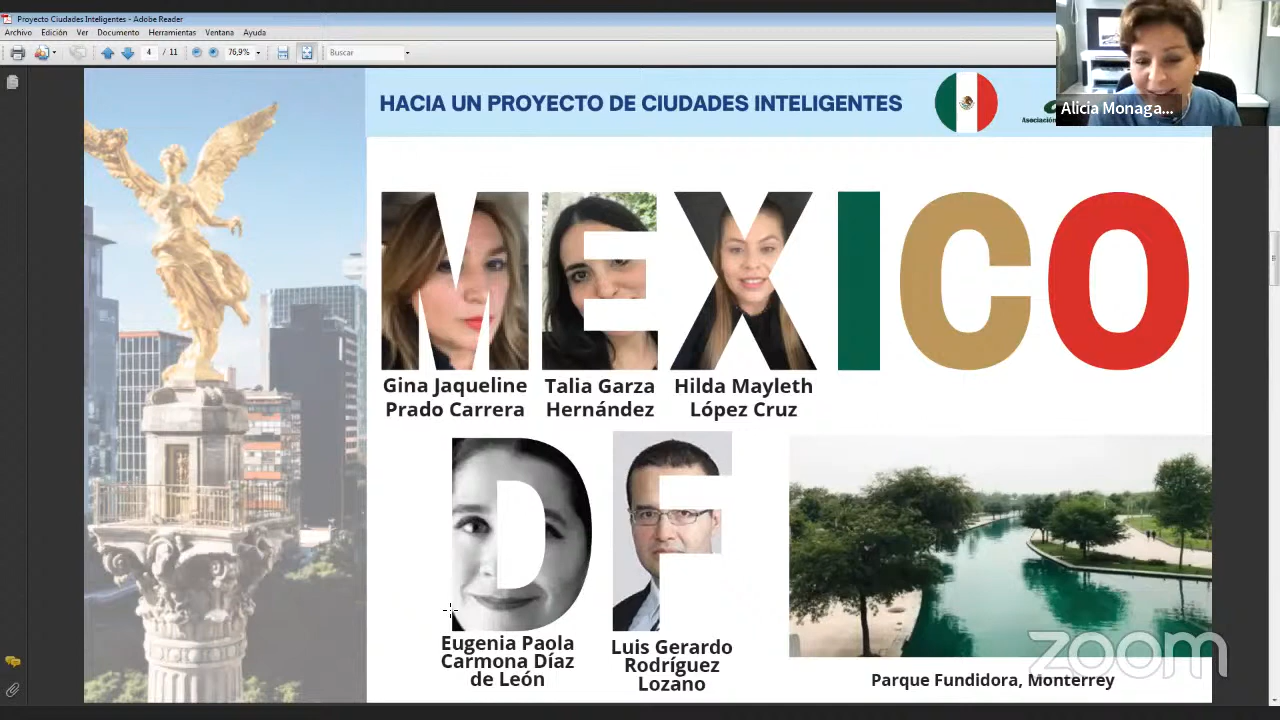 Proyecto Ciudades Inteligentes - Adobe Reader
Archivo Edición Ver Documento Herramientas Ventana Ayuda
4 / 11 76,9% Buscar
HACIA UN PROYECTO DE CIUDADES INTELIGENTES
Asociación
Alicia Monaga...
MEXICO
Gina Jaqueline
Prado Carrera
Talia Garza
Hernández
Hilda Mayleth
López Cruz
DF
Eugenia Paola
Carmona Díaz
de León
Luis Gerardo
Rodríguez
Lozano
Parque Fundidora, Monterrey
zoom